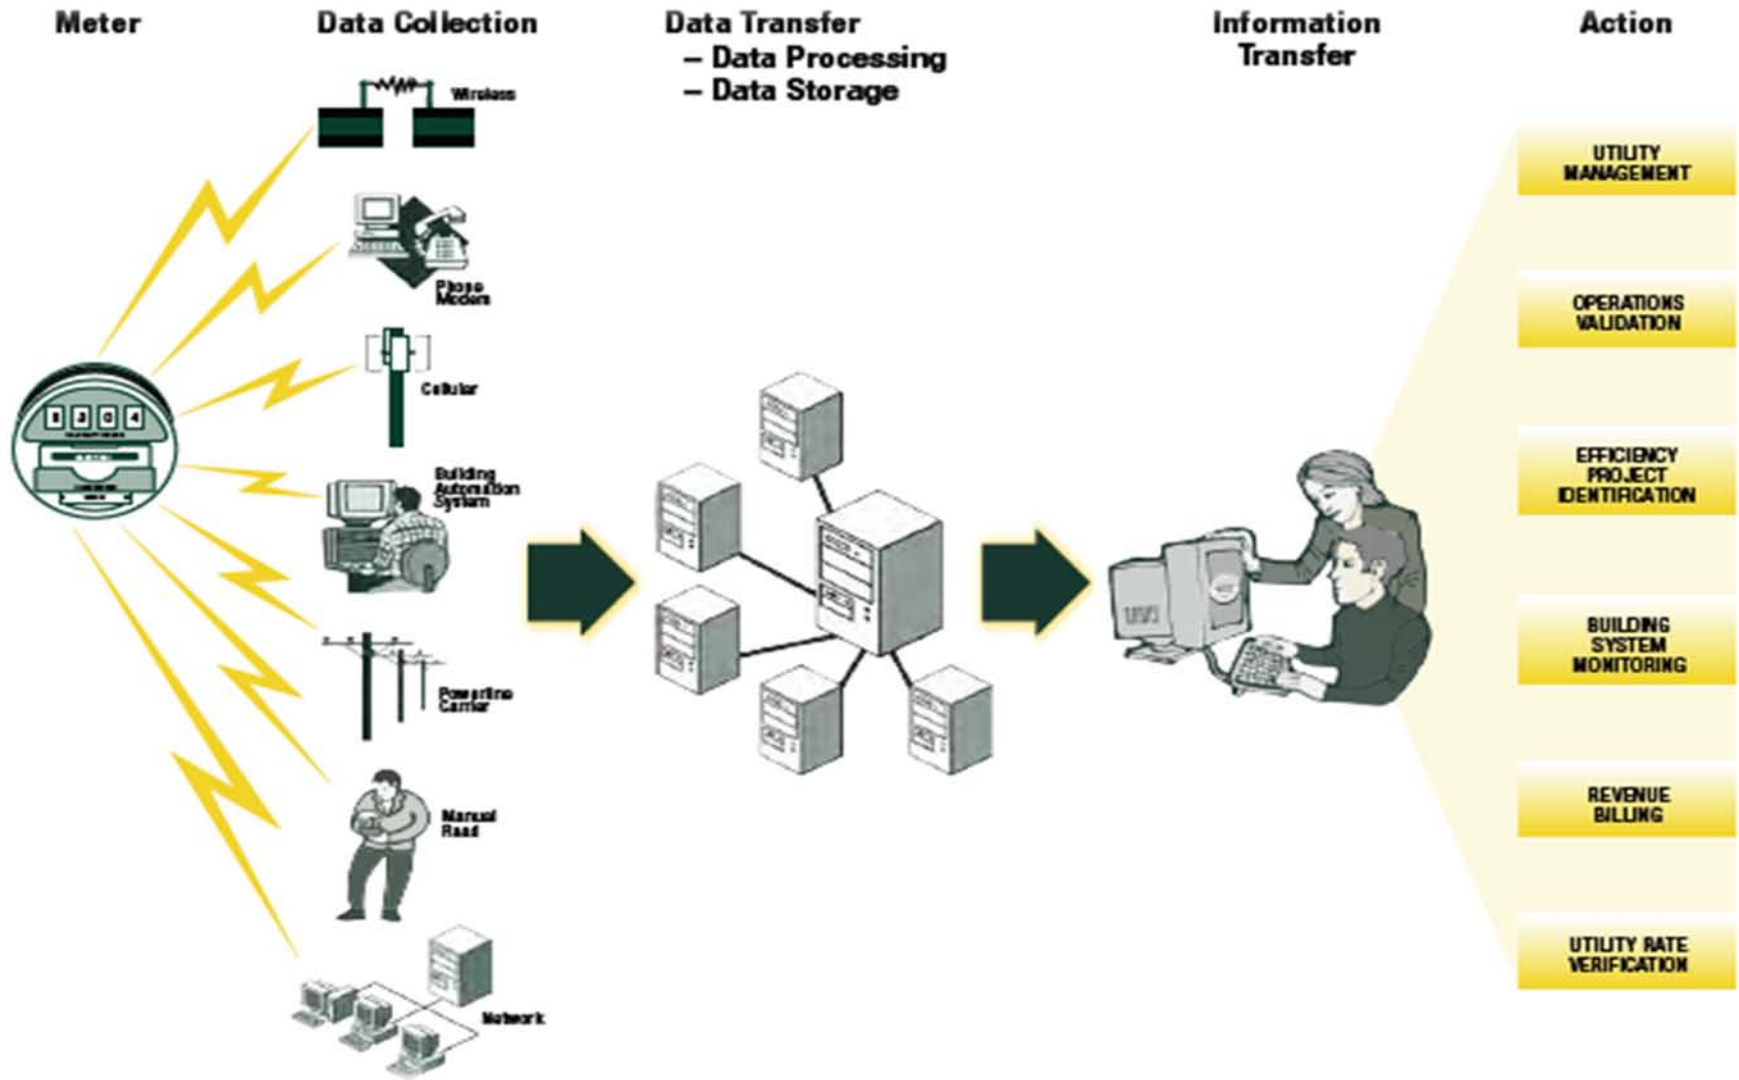 Meter
Data Collection
Data Transfer
– Data Processing
– Data Storage
Information
Transfer
Action
Wireless
Phone
Modem
Cellular
Building
Automation
System
Powerline
Carrier
Manual
Read
Network
UTILITY
MANAGEMENT
OPERATIONS
VALIDATION
EFFICIENCY
PROJECT
IDENTIFICATION
BUILDING
SYSTEM
MONITORING
REVENUE
BILLING
UTILITY RATE
VERIFICATION